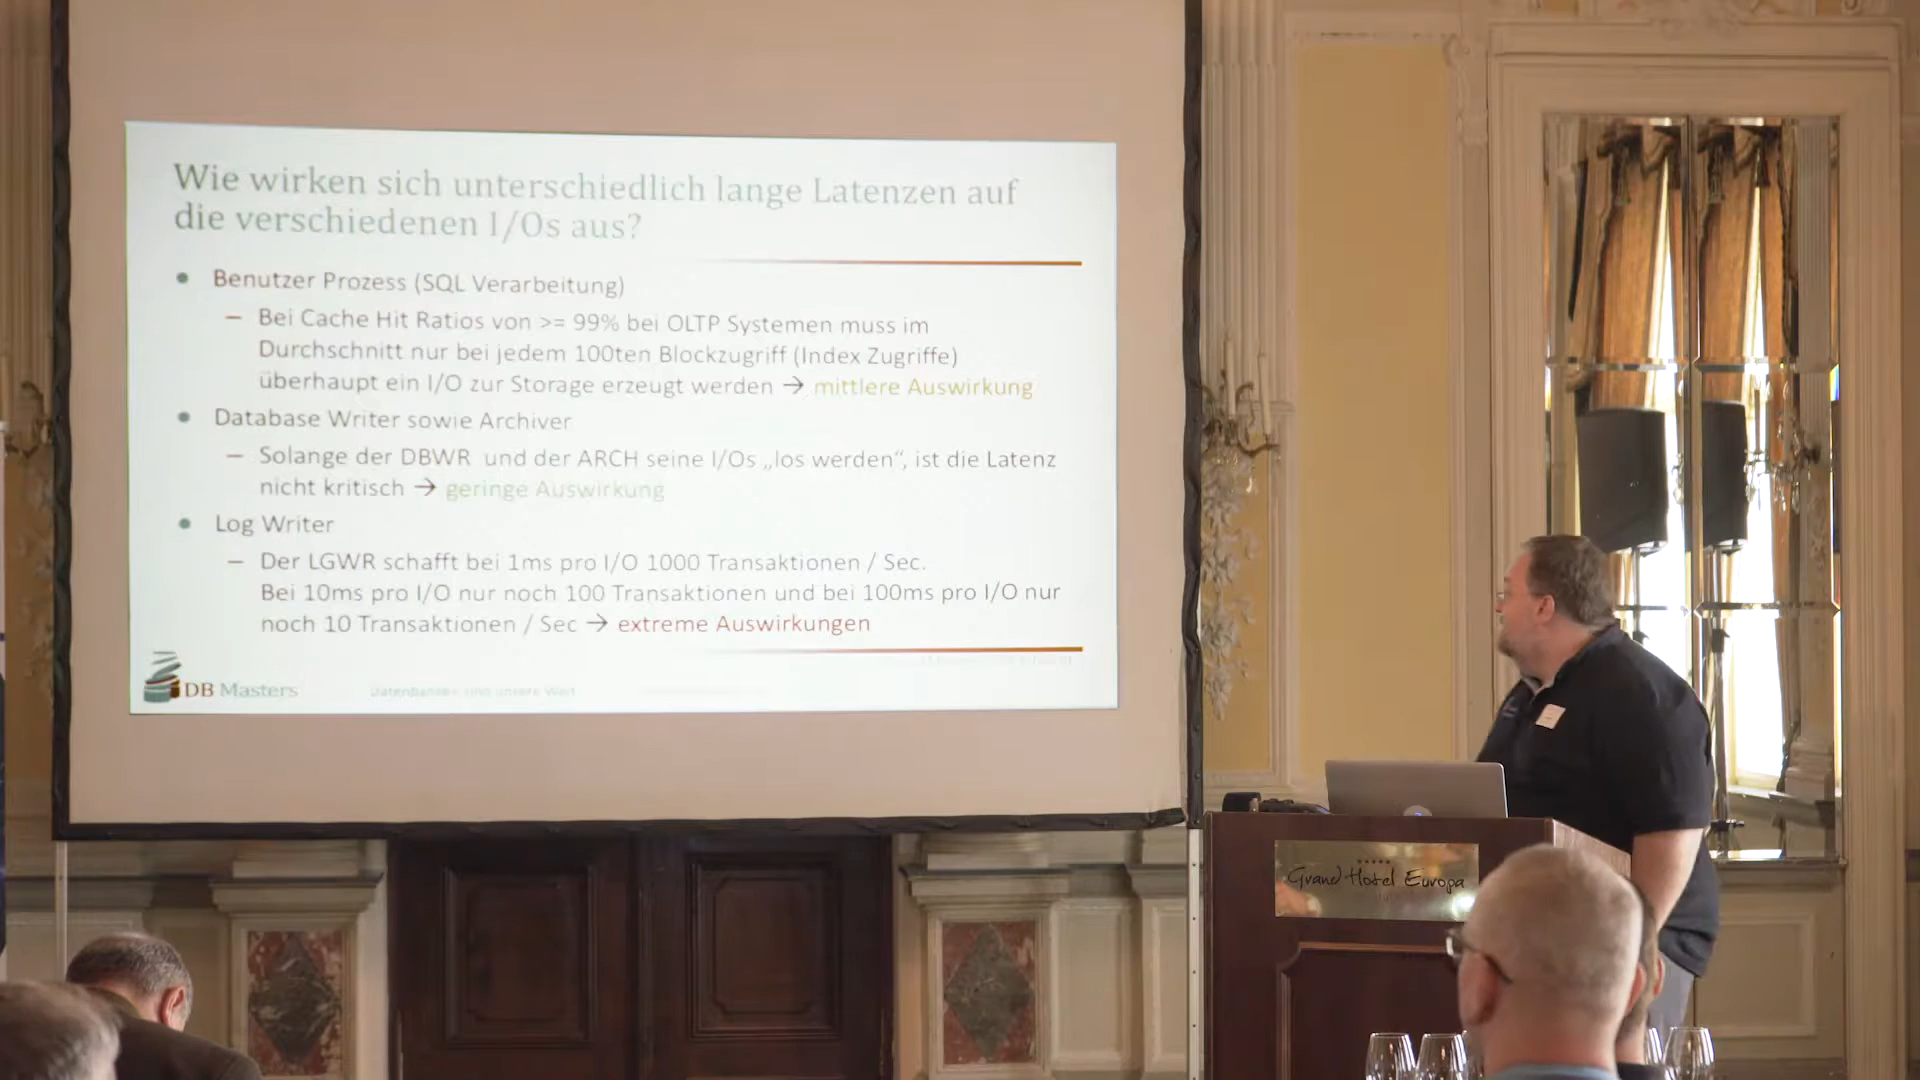 Wie wirken sich unterschiedlich lange Latenzen auf
die verschiedenen I/Os aus?
• Benutzer Prozess (SQL Verarbeitung)
– Bei Cache Hit Ratios von >= 99% bei OLTP Systemen muss im
Durchschnitt nur bei jedem 100ten Blockzugriff (Index Zugriffe)
überhaupt ein I/O zur Storage erzeugt werden → mittlere Auswirkung
• Database Writer sowie Archiver
– Solange der DBWR und der ARCH seine I/Os „los werden“, ist die Latenz
nicht kritisch → geringe Auswirkung
• Log Writer
– Der LGWR schafft bei 1ms pro I/O 1000 Transaktionen / Sec.
Bei 10ms pro I/O nur noch 100 Transaktionen und bei 100ms pro I/O nur
noch 10 Transaktionen / Sec → extreme Auswirkungen
DB Masters
Datenbanken sind unsere Welt
Grand Hotel Europa